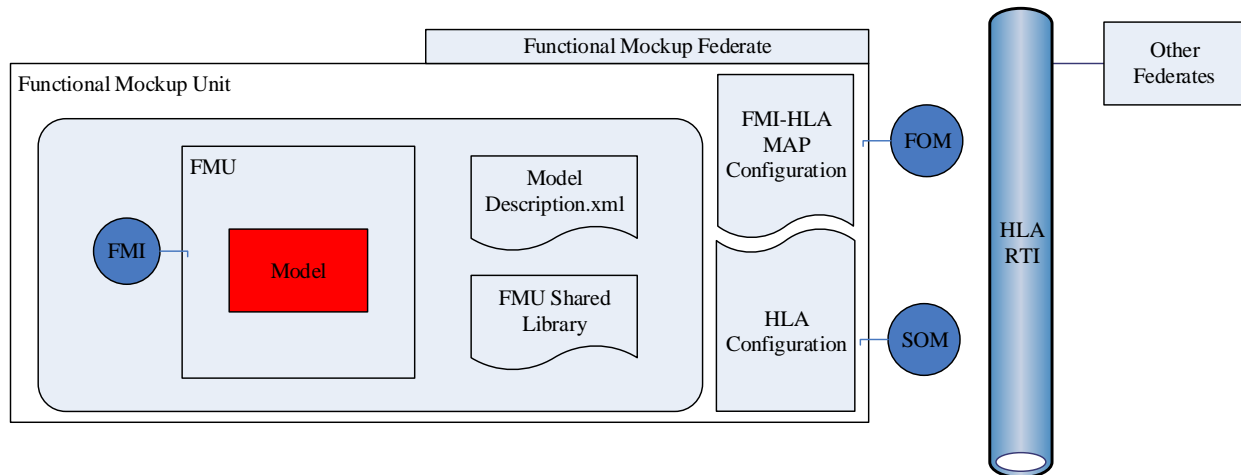 Functional Mockup Federate
Functional Mockup Unit
FMU
Model
FMI
Model
Description.xml
FMU Shared
Library
FMI-HLA
MAP
Configuration
HLA
Configuration
FOM
SOM
HLA
RTI
Other
Federates